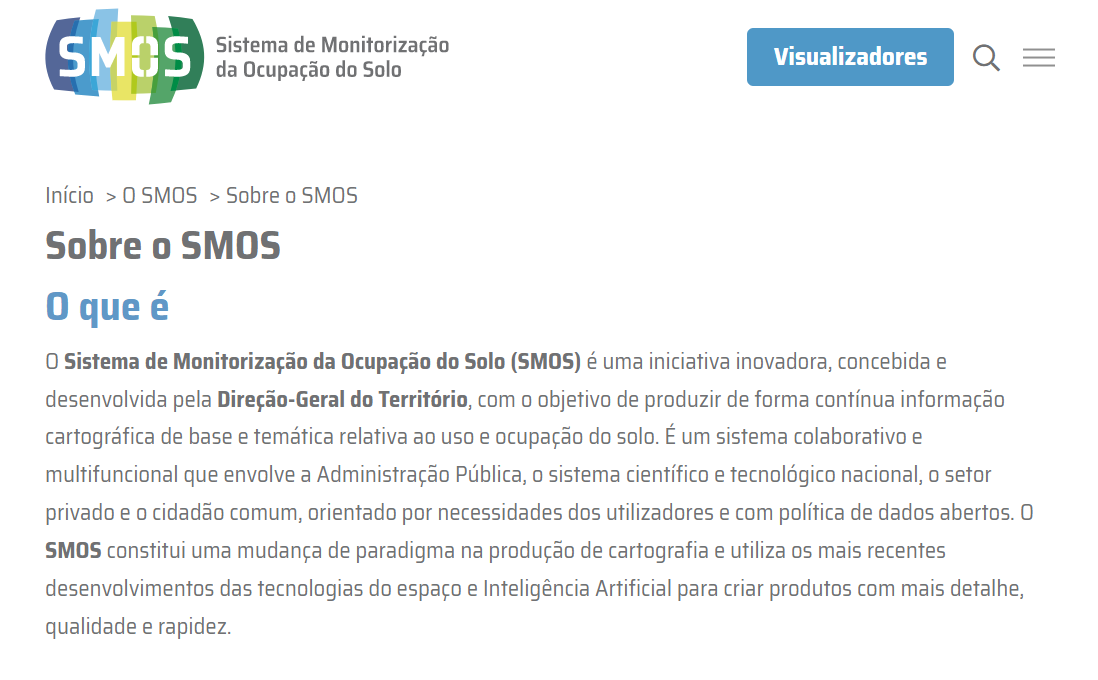 SMOS
Sistema de Monitorização
da Ocupação do Solo
Visualizadores
Início > O SMOS > Sobre o SMOS
Sobre o SMOS
O que é
O Sistema de Monitorização da Ocupação do Solo (SMOS) é uma iniciativa inovadora, concebida e
desenvolvida pela Direção-Geral do Território, com o objetivo de produzir de forma contínua informação
cartográfica de base e temática relativa ao uso e ocupação do solo. É um sistema colaborativo e
multifuncional que envolve a Administração Pública, o sistema científico e tecnológico nacional, o setor
privado e o cidadão comum, orientado por necessidades dos utilizadores e com política de dados abertos. O
SMOS constitui uma mudança de paradigma na produção de cartografia e utiliza os mais recentes
desenvolvimentos das tecnologias do espaço e Inteligência Artificial para criar produtos com mais detalhe,
qualidade e rapidez.